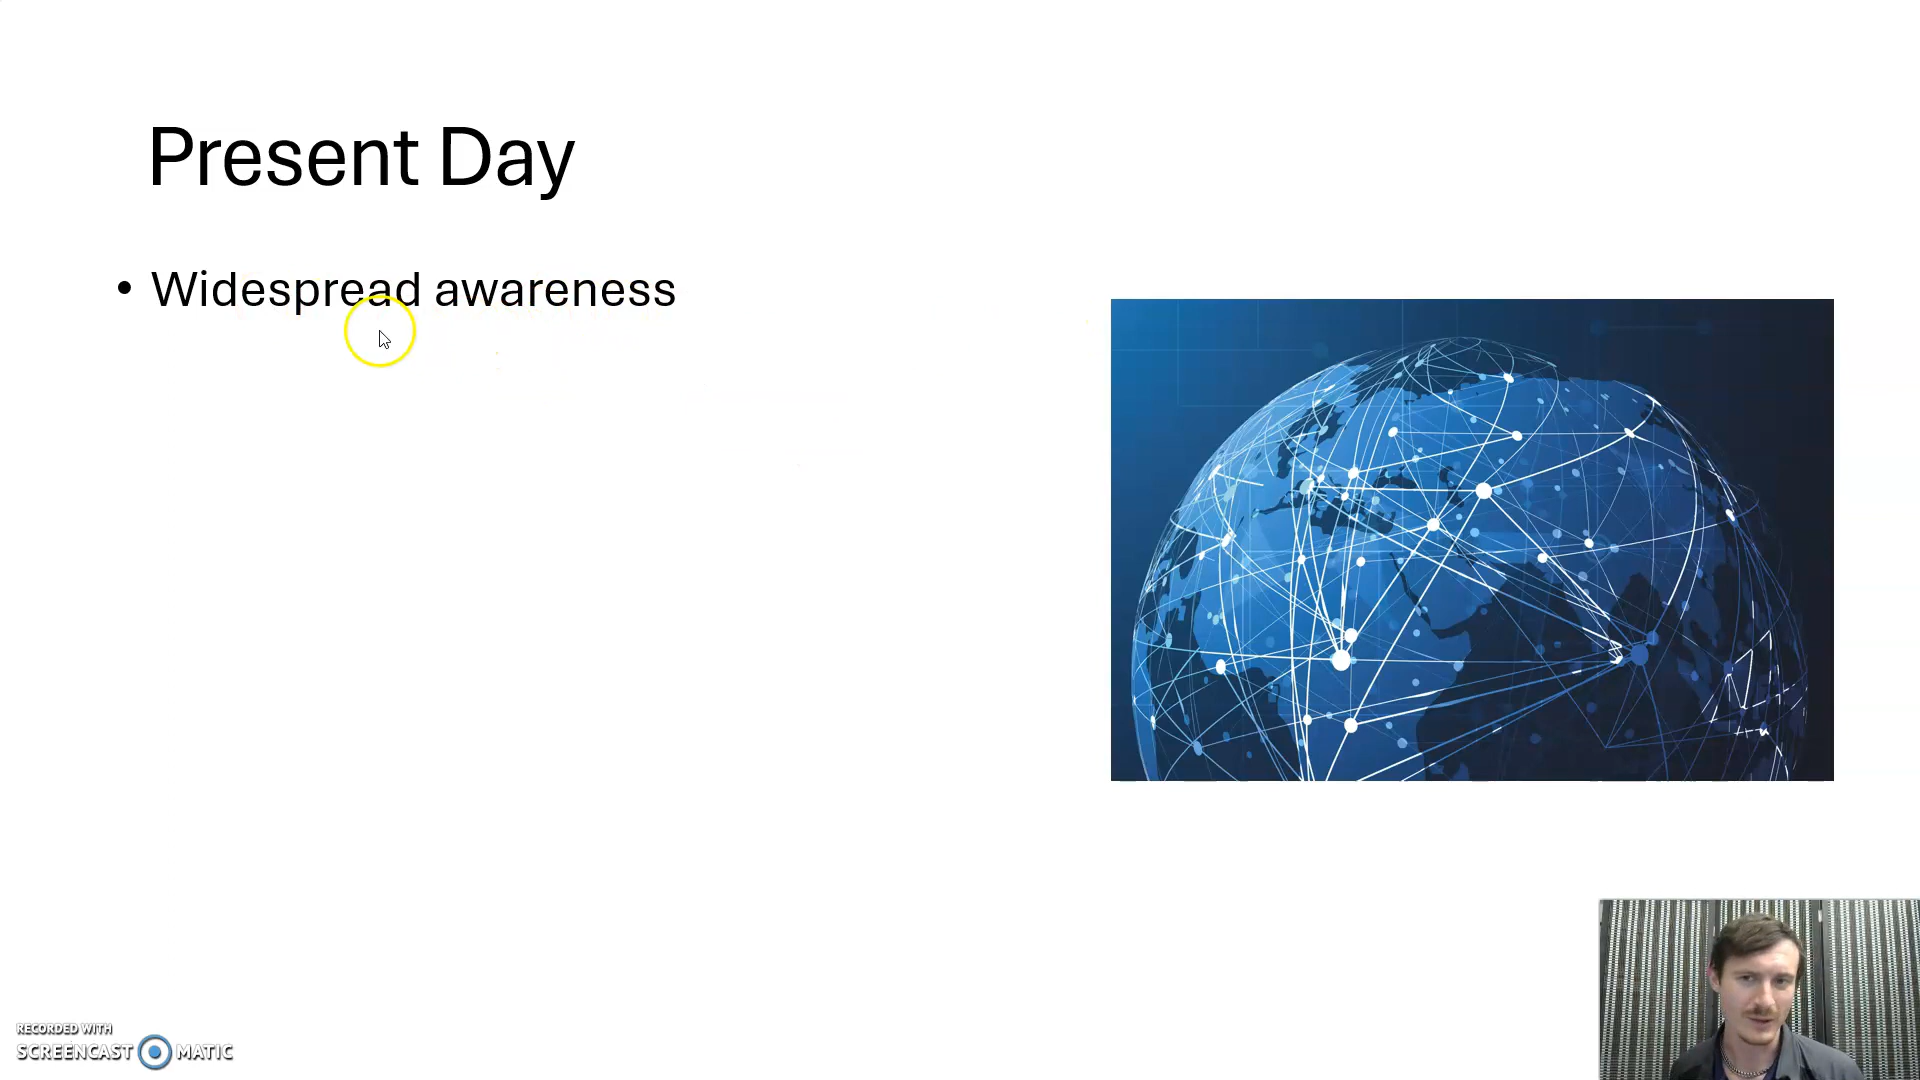 Present Day
• Widespread awareness
RECORDED WITH
SCREENCAST MATIC